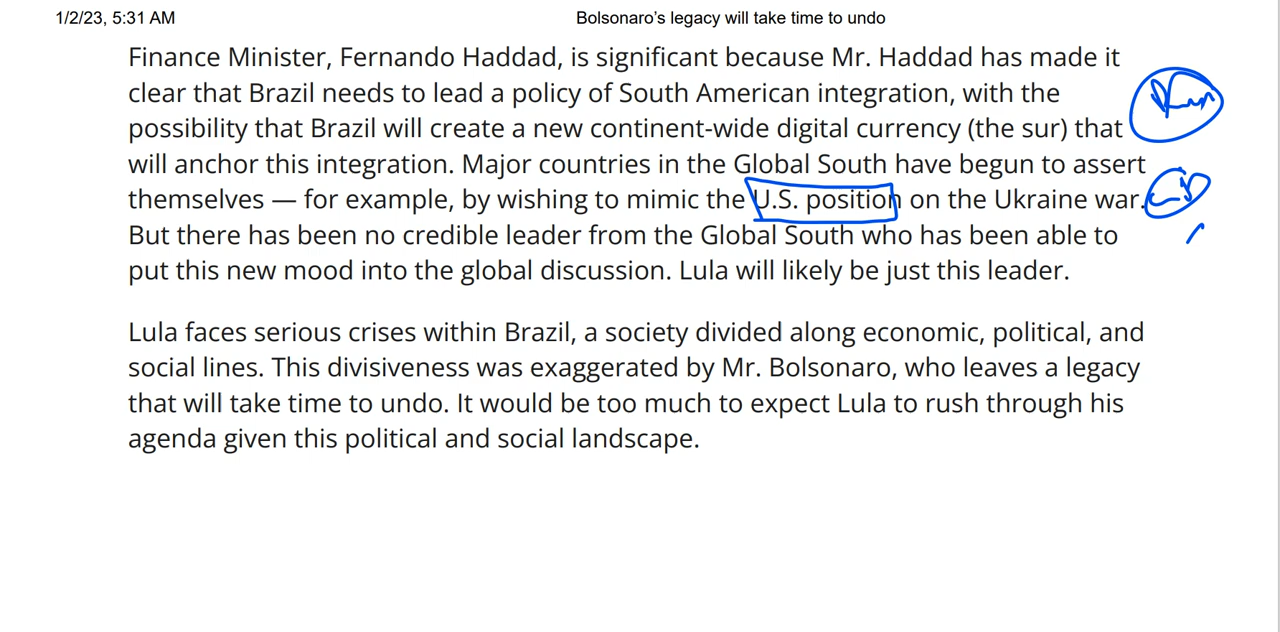 1/2/23, 5:31 AM Bolsonaro's legacy will take time to undo
Finance Minister, Fernando Haddad, is significant because Mr. Haddad has made it
clear that Brazil needs to led a policy of South American integration, with the
possibility that Brazil will create a new continent-wide digital currency (the sur) that
will anchor this integration. Major countries in the Global South have begun to assert
themselves — for example, by wishing to mimic the U.S. position on the Ukraine war.
But there has been no credible leader from the Global South who has been able to
put this new mood into the global discussion. Lula will likely be just this leader.
Lula faces serious crises within Brazil, a society divided along economic, political, and
social lines. This divisiveness was exaggerated by Mr. Bolsonaro, who leaves a legacy
that will take time to undo. It would be too much to expect Lula to rush through his
agenda given this political and social landscape.